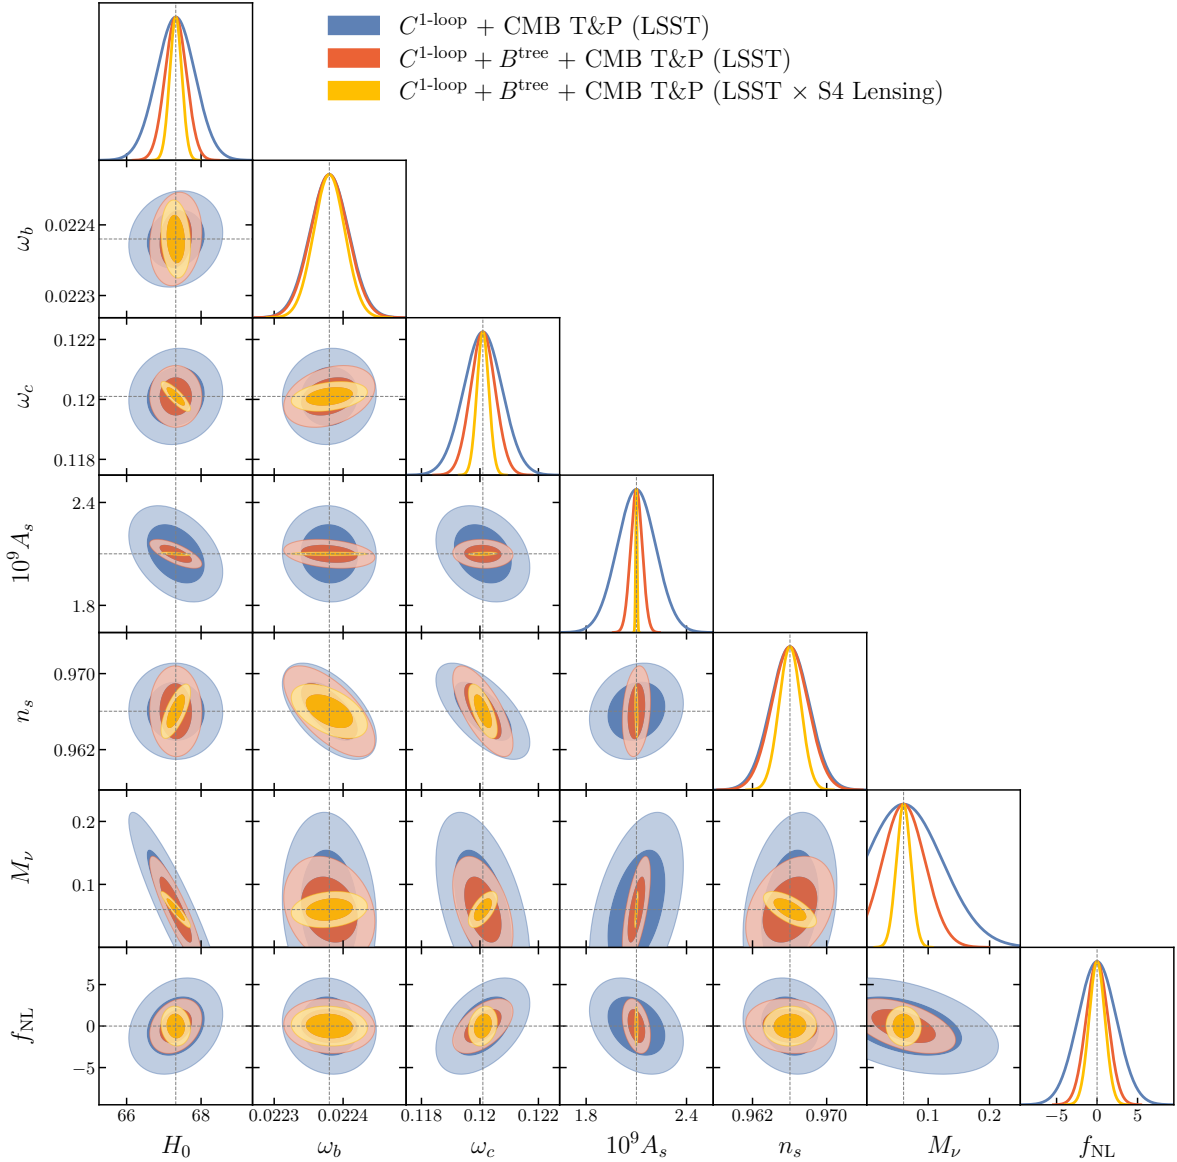 C^1-loop + CMB T&P (LSST)
C^1-loop + B^tree + CMB T&P (LSST)
C^1-loop + B^tree + CMB T&P (LSST × S4 Lensing)
ω_b
0.0224
0.0223
ω_c
0.122
0.12
0.118
10^9 A_s
2.4
1.8
n_s
0.970
0.962
M_ν
0.2
0.1
f_NL
5
0
−5
66 68 0.0223 0.0224 0.118 0.12 0.122 1.8 2.4 0.962 0.970 0.1 0.2 −5 0 5
H_0 ω_b ω_c 10^9 A_s n_s M_ν f_NL